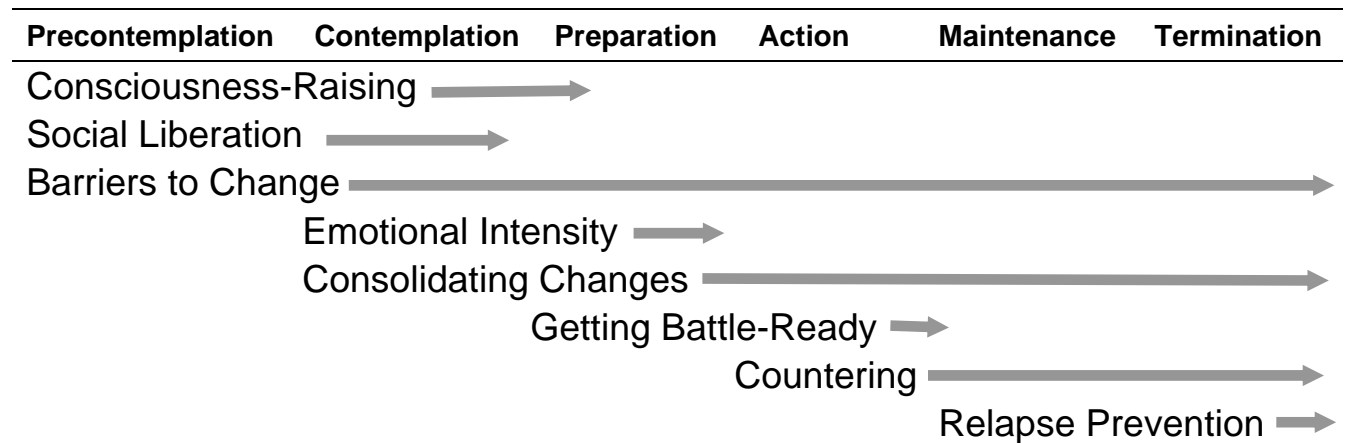 Precontemplation Contemplation Preparation Action Maintenance Termination
Consciousness-Raising
Social Liberation
Barriers to Change
Emotional Intensity
Consolidating Changes
Getting Battle-Ready
Countering
Relapse Prevention